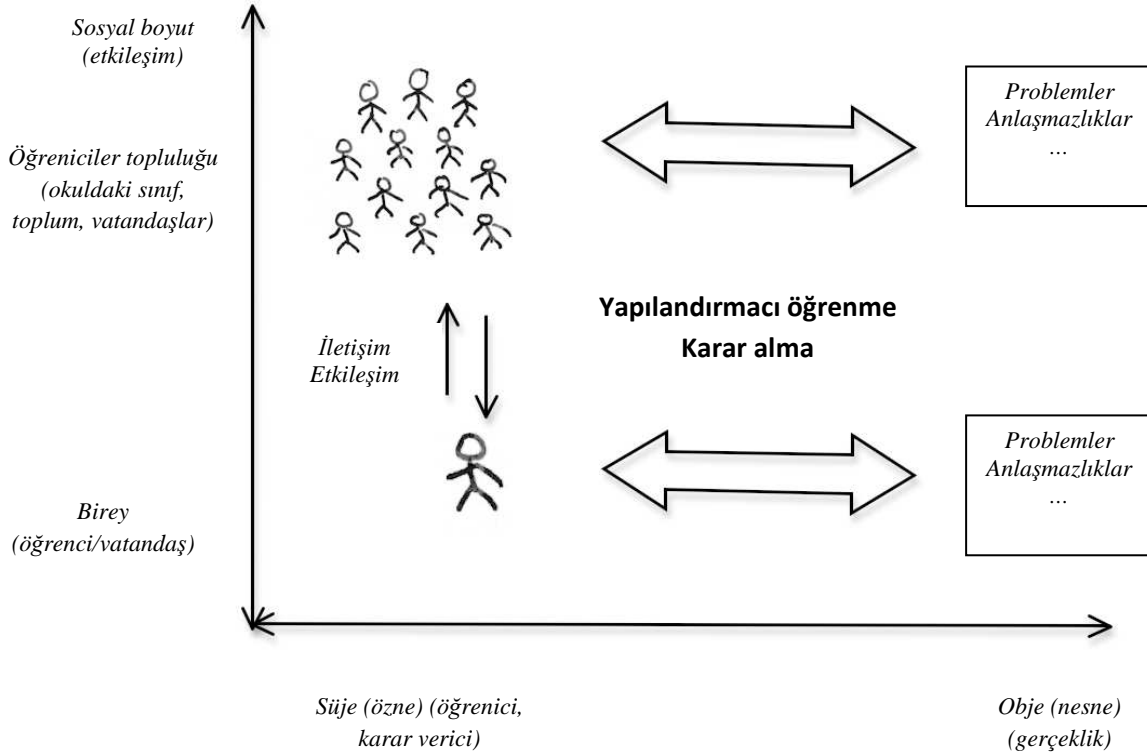 Sosyal boyut
(etkileşim)
Öğreniciler topluluğu
(okuldaki sınıf,
toplum, vatandaşlar)
Problemler
Anlaşmazlıklar
…
Yapılandırmacı öğrenme
Karar alma
İletişim
Etkileşim
Problemler
Anlaşmazlıklar
…
Birey
(öğrenci/vatandaş)
Süje (özne) (öğrenici,
karar verici)
Obje (nesne)
(gerçeklik)